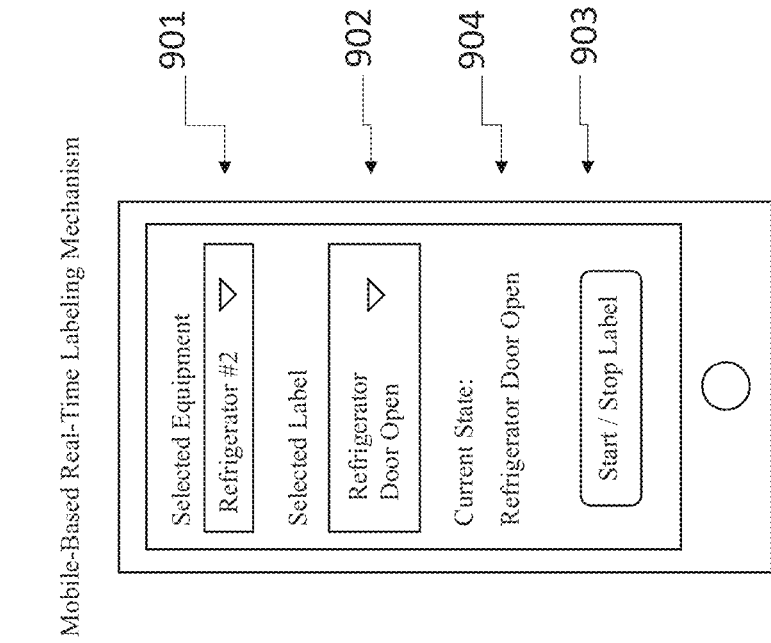 Mobile-Based Real-Time Labeling Mechanism
Selected Equipment
Refrigerator #2
901
Selected Label
Refrigerator
Door Open
902
Current State:
Refrigerator Door Open
904
Start / Stop Label
903